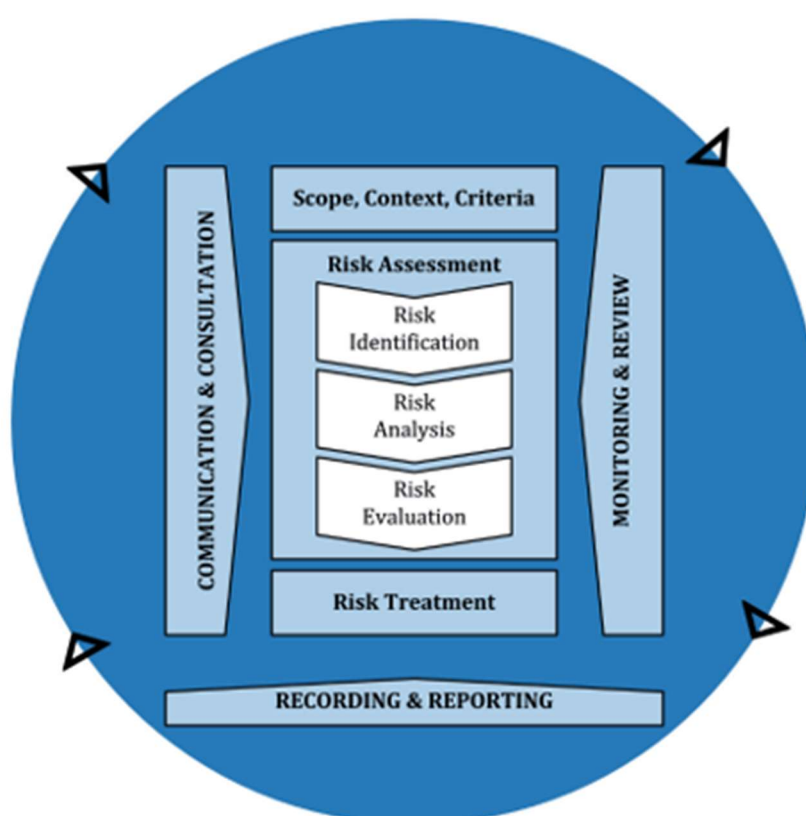 Scope, Context, Criteria
COMMUNICATION & CONSULTATION
Risk Assessment
Risk
Identification
Risk
Analysis
Risk
Evaluation
MONITORING & REVIEW
Risk Treatment
RECORDING & REPORTING